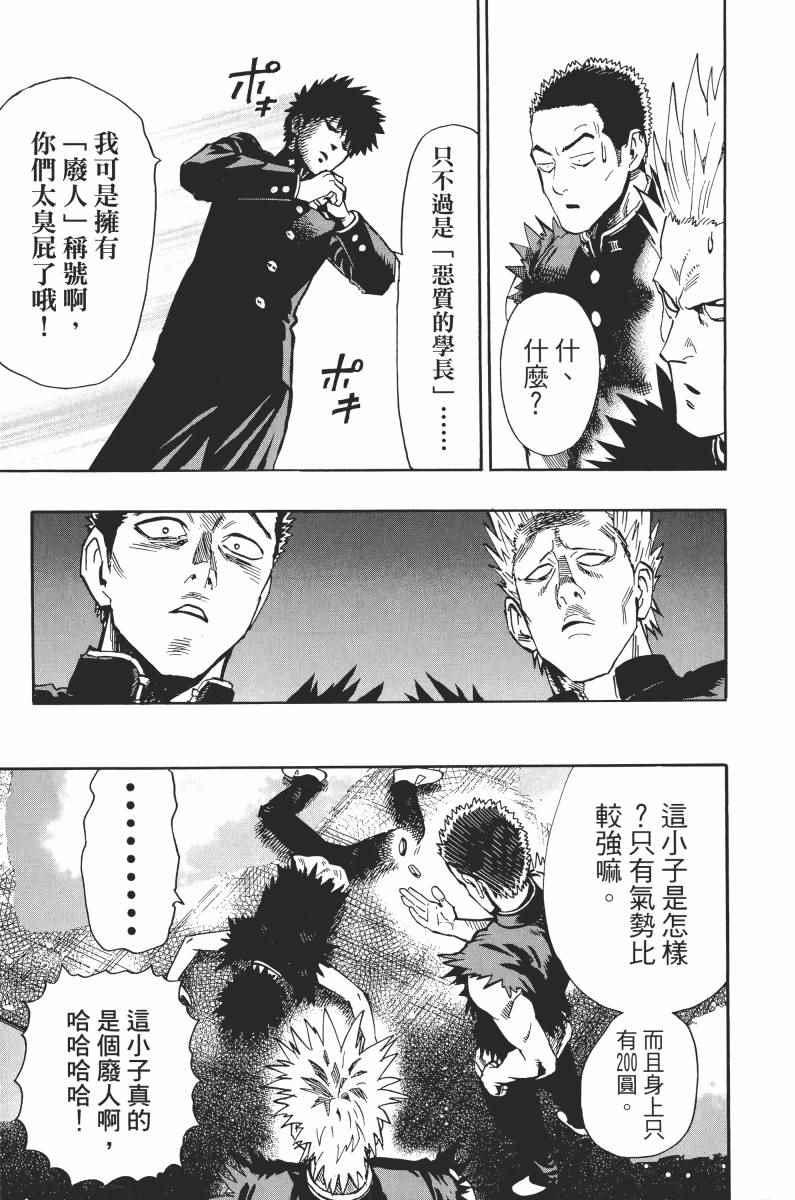 什、
什麼？
只不過是「惡質的學長」……
ポキ
我可是擁有
「廢人」稱號啊，
你們太臭屁了哦！
ポキ
這小子是怎樣
？只有氣勢比
較強嘛。
而且身上只
有200圓。
………
這小子真的
是個廢人啊，
哈哈哈哈！